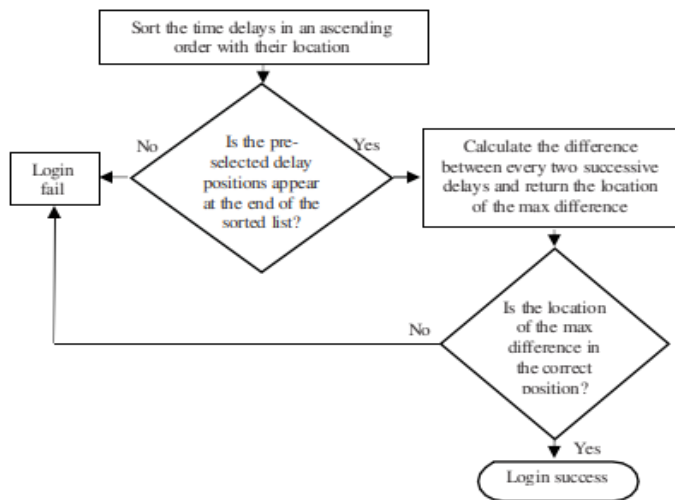 Sort the time delays in an ascending
order with their location
No
Is the pre-
selected delay
positions appear
at the end of the
sorted list?
Yes
Login
fail
Calculate the difference
between every two successive
delays and return the location
of the max difference
No
Is the location
of the max
difference in
the correct
position?
Yes
Login success